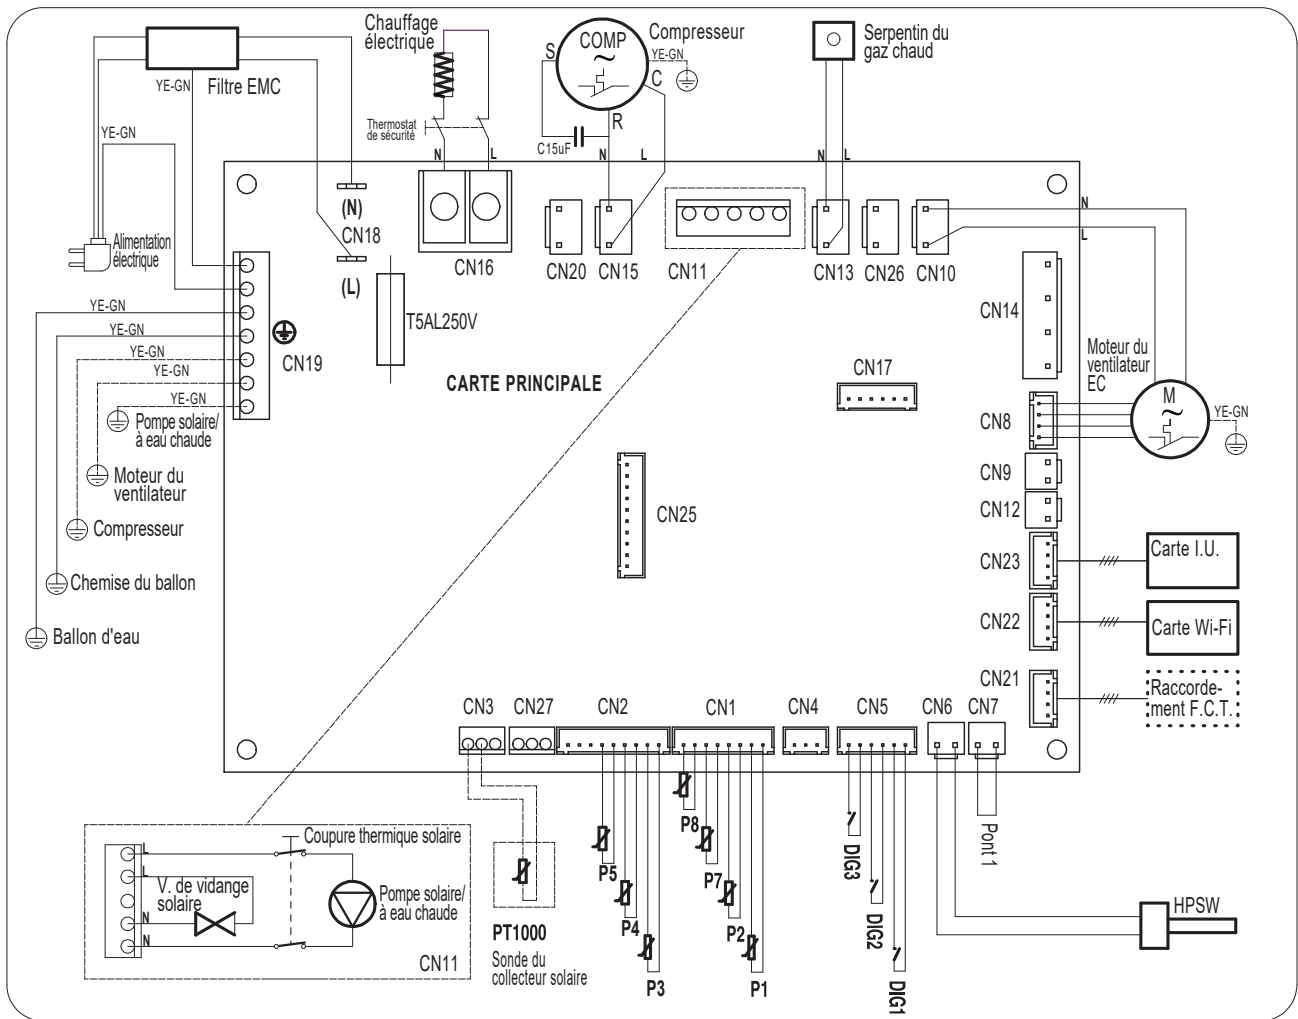 Chauffage
électrique
Filtre EMC
YE-GN
YE-GN
Thermostat
de sécurité
N
L
S
COMP
~
Compresseur
YE-GN
C
R
C15uF
N
L
Serpentin du
gaz chaud
N
L
(N)
CN18
(L)
Alimentation
électrique
CN16
CN20
CN15
CN11
CN13
CN26
CN10
N
L
CN14
T5AL250V
CN19
YE-GN
YE-GN
YE-GN
YE-GN
YE-GN
Pompe solaire/
à eau chaude
Moteur du
ventilateur
Compresseur
Chemise du ballon
Ballon d'eau
CARTE PRINCIPALE
CN17
CN25
Moteur du
ventilateur
EC
M
~
YE-GN
CN8
CN9
CN12
CN23
Carte I.U.
CN22
Carte Wi-Fi
CN21
Raccorde-
ment F.C.T.
CN3
CN27
CN2
CN1
CN4
CN5
CN6
CN7
P8
P5
P7
P4
P2
P3
P1
DIG3
DIG2
DIG1
Pont 1
HPSW
PT1000
Sonde du
collecteur solaire
Coupure thermique solaire
L
L
V. de vidange
solaire
N
N
Pompe solaire/
à eau chaude
CN11